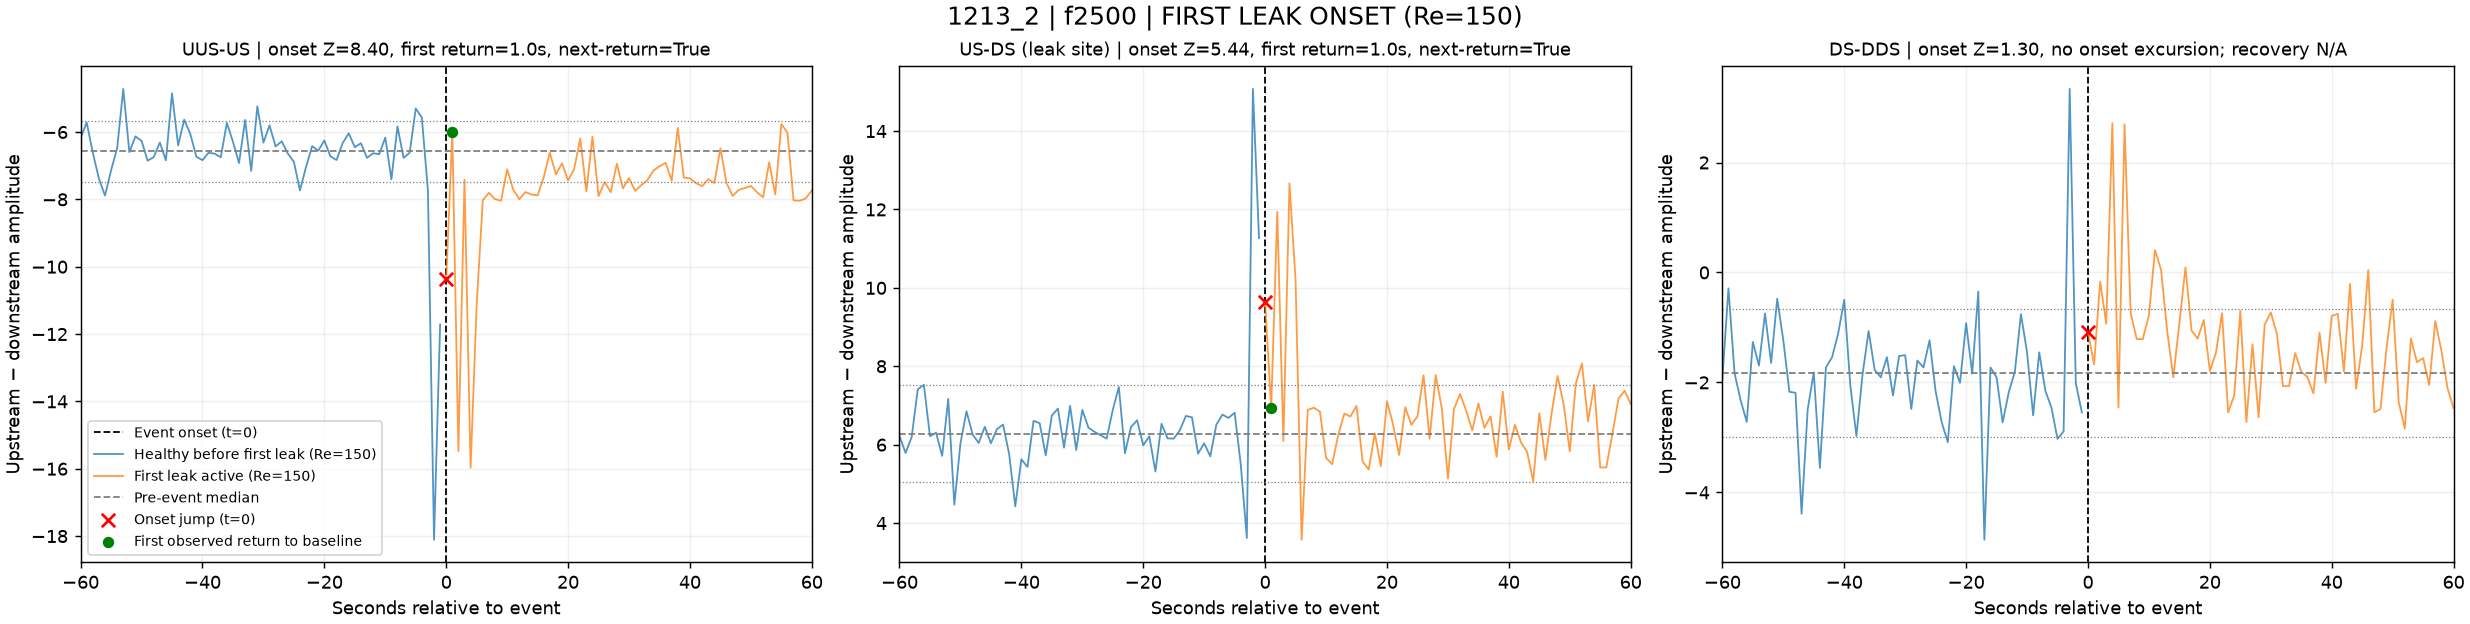 1213_2 | f2500 | FIRST LEAK ONSET (Re=150)
UUS-US | onset Z=8.40, first return=1.0s, next-return=True
Upstream − downstream amplitude
−6
−8
−10
−12
−14
−16
−18
Event onset (t=0)
Healthy before first leak (Re=150)
First leak active (Re=150)
Pre-event median
Onset jump (t=0)
First observed return to baseline
−60
−40
−20
0
20
40
60
Seconds relative to event
US-DS (leak site) | onset Z=5.44, first return=1.0s, next-return=True
Upstream − downstream amplitude
14
12
10
8
6
4
−60
−40
−20
0
20
40
60
Seconds relative to event
DS-DDS | onset Z=1.30, no onset excursion; recovery N/A
Upstream − downstream amplitude
2
0
−2
−4
−60
−40
−20
0
20
40
60
Seconds relative to event